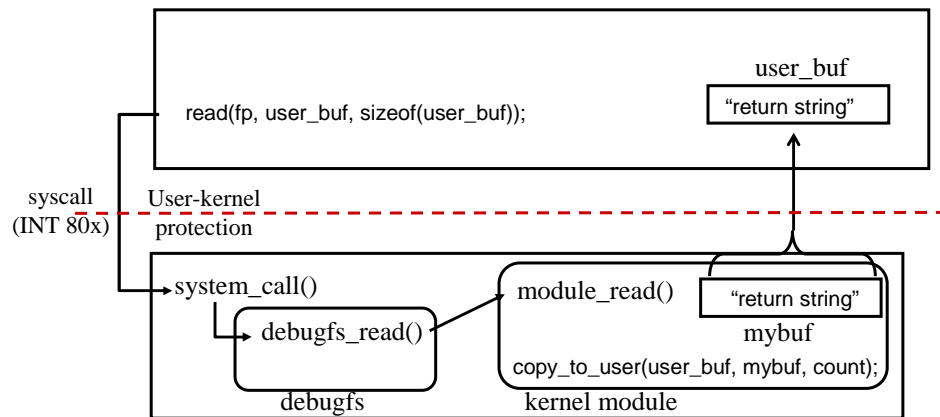 user_buf
read(fp, user_buf, sizeof(user_buf));
“return string”
syscall
(INT 80x)
User-kernel
protection
system_call()
module_read()
“return string”
debugfs_read()
mybuf
copy_to_user(user_buf, mybuf, count);
debugfs
kernel module